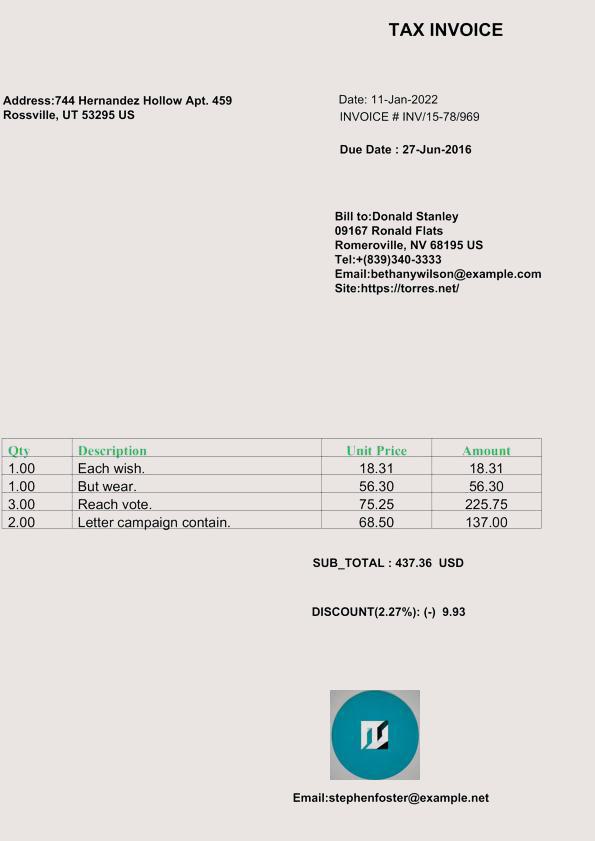 TAX INVOICE
Address:744 Hernandez Hollow Apt. 459
Rossville, UT 53295 US
Date: 11-Jan-2022
INVOICE # INV/15-78/969
Due Date : 27-Jun-2016
Bill to:Donald Stanley
09167 Ronald Flats
Romeroville, NV 68195 US
Tel:+(839)340-3333
Email:bethanywilson@example.com
Site:https://torres.net/
Qty Description Unit Price Amount
1.00 Each wish. 18.31 18.31
1.00 But wear. 56.30 56.30
3.00 Reach vote. 75.25 225.75
2.00 Letter campaign contain. 68.50 137.00
SUB_TOTAL : 437.36 USD
DISCOUNT(2.27%): (-) 9.93
Email:stephenfoster@example.net